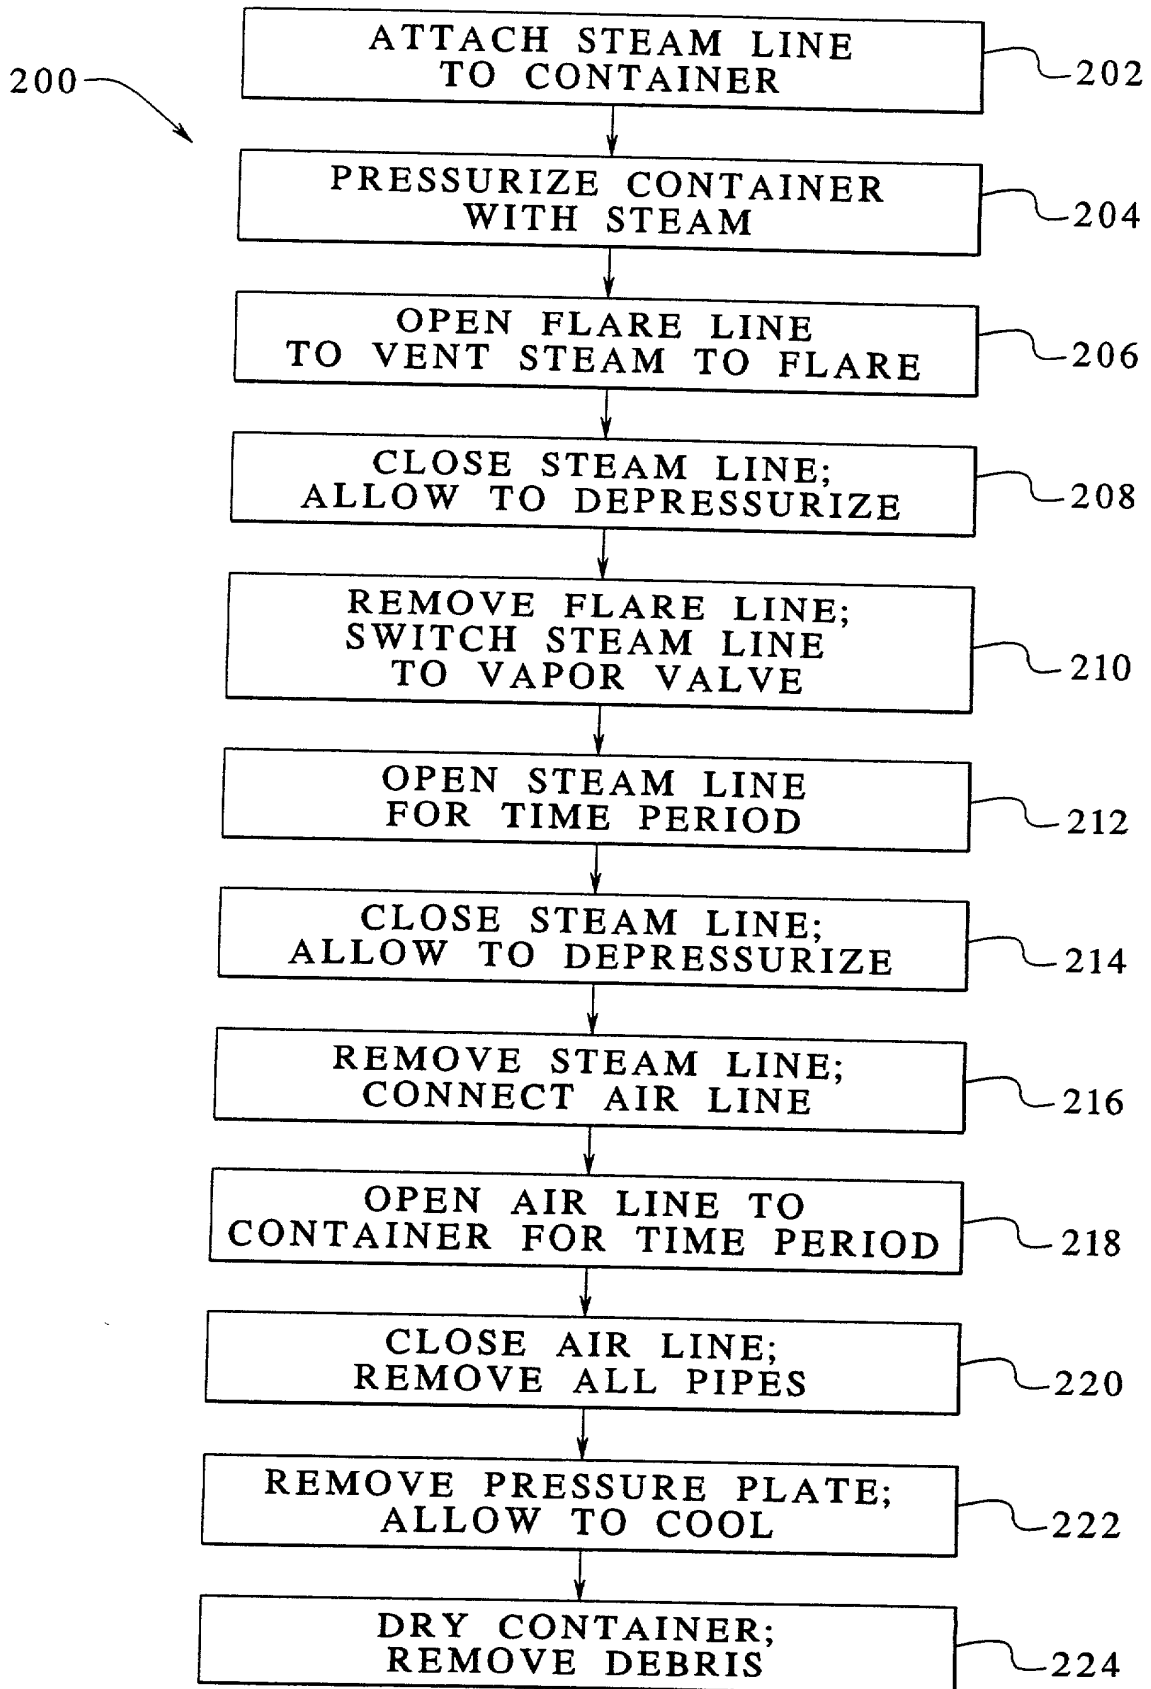 200
ATTACH STEAM LINE
TO CONTAINER
202
PRESSURIZE CONTAINER
WITH STEAM
204
OPEN FLARE LINE
TO VENT STEAM TO FLARE
206
CLOSE STEAM LINE;
ALLOW TO DEPRESSURIZE
208
REMOVE FLARE LINE;
SWITCH STEAM LINE
TO VAPOR VALVE
210
OPEN STEAM LINE
FOR TIME PERIOD
212
CLOSE STEAM LINE;
ALLOW TO DEPRESSURIZE
214
REMOVE STEAM LINE;
CONNECT AIR LINE
216
OPEN AIR LINE TO
CONTAINER FOR TIME PERIOD
218
CLOSE AIR LINE;
REMOVE ALL PIPES
220
REMOVE PRESSURE PLATE;
ALLOW TO COOL
222
DRY CONTAINER;
REMOVE DEBRIS
224